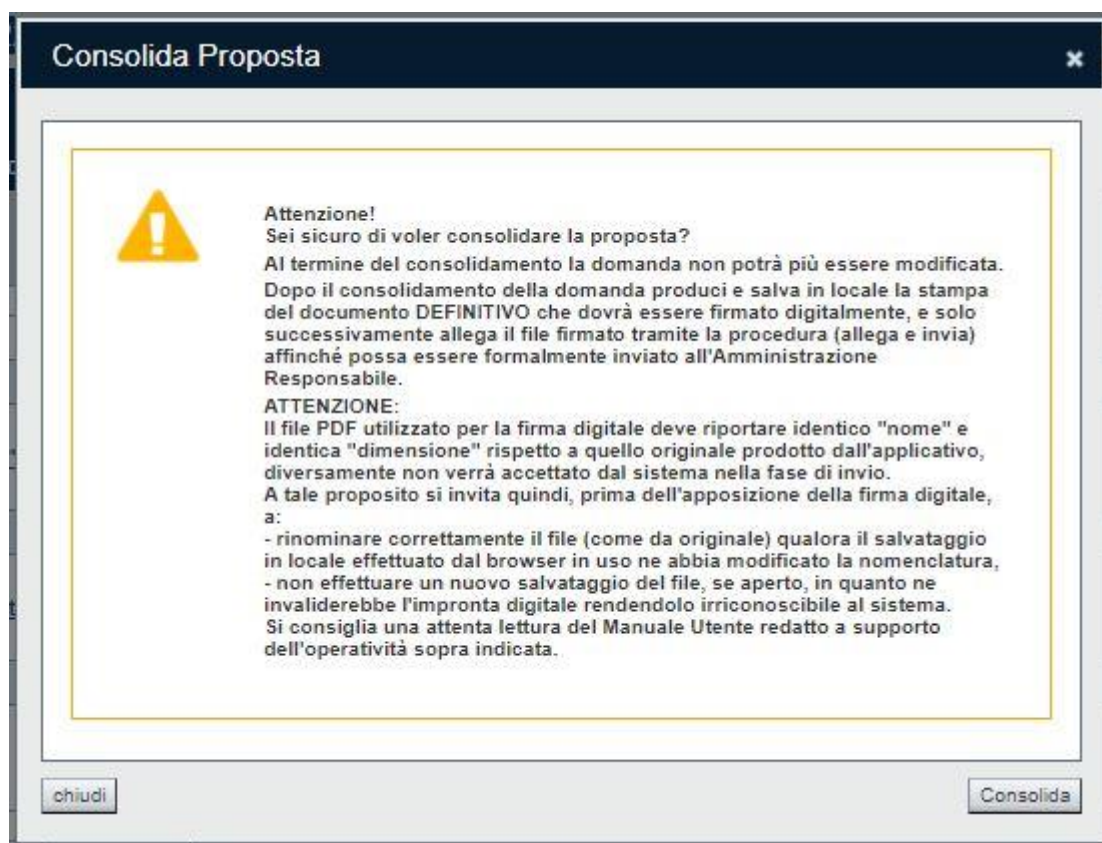 Consolida Proposta
Attenzione!
Sei sicuro di voler consolidare la proposta?
Al termine del consolidamento la domanda non potrà più essere modificata.
Dopo il consolidamento della domanda produci e salva in locale la stampa
del documento DEFINITIVO che dovrà essere firmato digitalmente, e solo
successivamente allega il file firmato tramite la procedura (allega e invia)
affinché possa essere formalmente inviato all'Amministrazione
Responsabile.
ATTENZIONE:
Il file PDF utilizzato per la firma digitale deve riportare identico "nome" e
identica "dimensione" rispetto a quello originale prodotto dall'applicativo,
diversamente non verrà accettato dal sistema nella fase di invio.
A tale proposito si invita quindi, prima dell'apposizione della firma digitale,
a:
- rinominare correttamente il file (come da originale) qualora il salvataggio
in locale effettuato dal browser in uso ne abbia modificato la nomenclatura,
- non effettuare un nuovo salvataggio del file, se aperto, in quanto ne
invaliderebbe l'impronta digitale rendendolo irriconoscibile al sistema.
Si consiglia una attenta lettura del Manuale Utente redatto a supporto
dell'operatività sopra indicata.
chiudi
Consolida